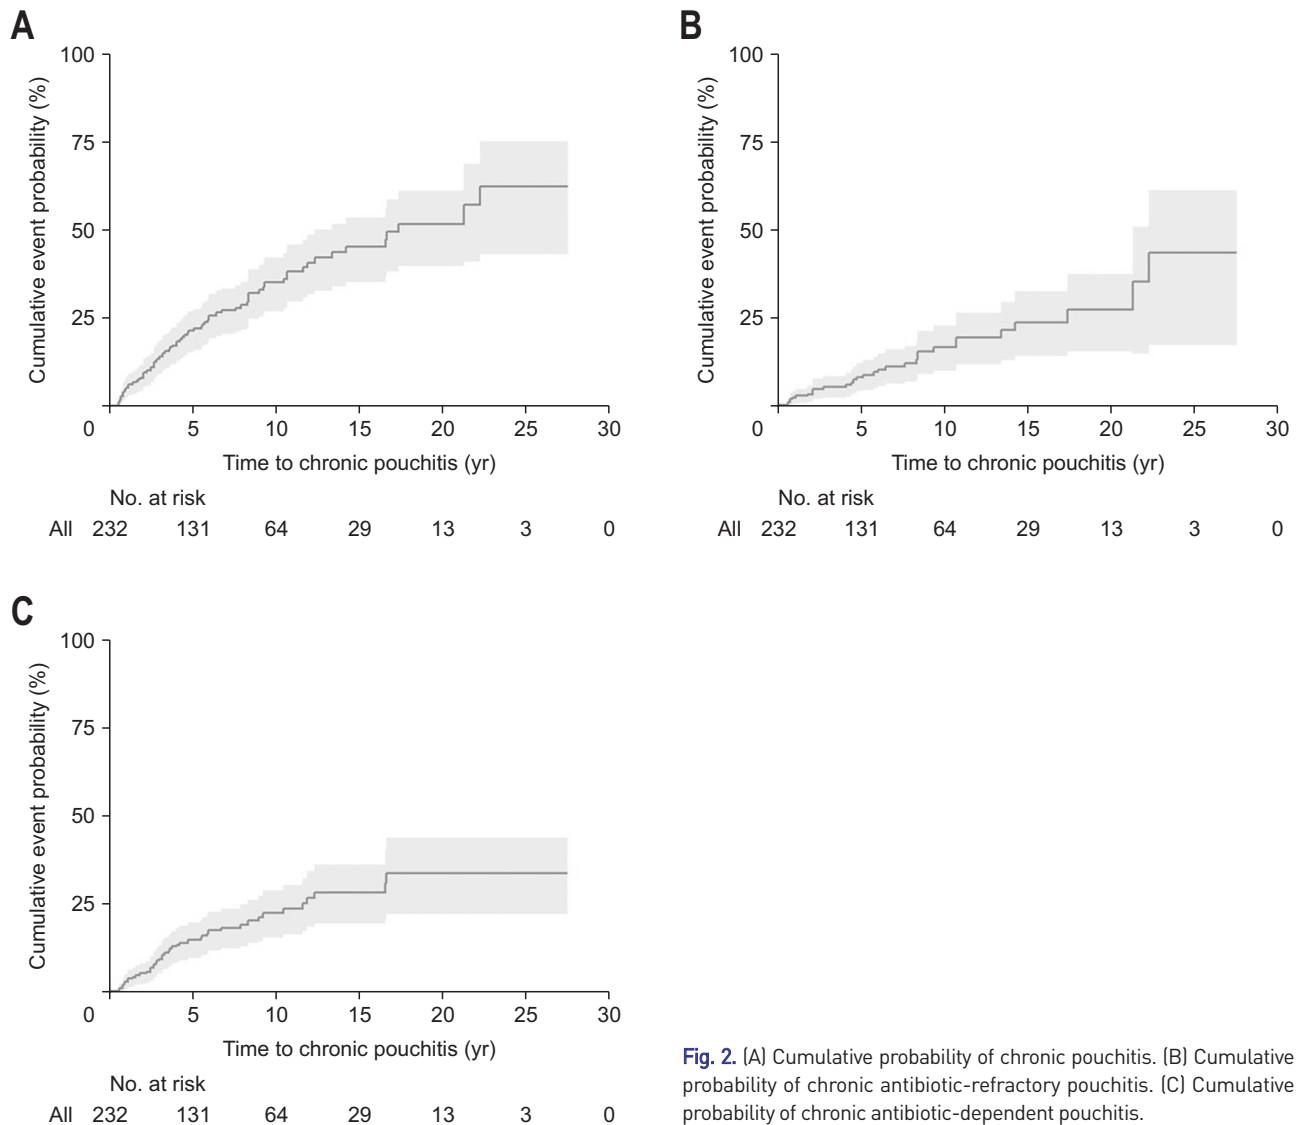 A
Cumulative event probability (%)
100
75
50
25
0 5 10 15 20 25 30
Time to chronic pouchitis (yr)
No. at risk
All 232 131 64 29 13 3 0
B
Cumulative event probability (%)
100
75
50
25
0 5 10 15 20 25 30
Time to chronic pouchitis (yr)
No. at risk
All 232 131 64 29 13 3 0
C
Cumulative event probability (%)
100
75
50
25
0 5 10 15 20 25 30
Time to chronic pouchitis (yr)
No. at risk
All 232 131 64 29 13 3 0
Fig. 2. (A) Cumulative probability of chronic pouchitis. (B) Cumulative
probability of chronic antibiotic-refractory pouchitis. (C) Cumulative
probability of chronic antibiotic-dependent pouchitis.